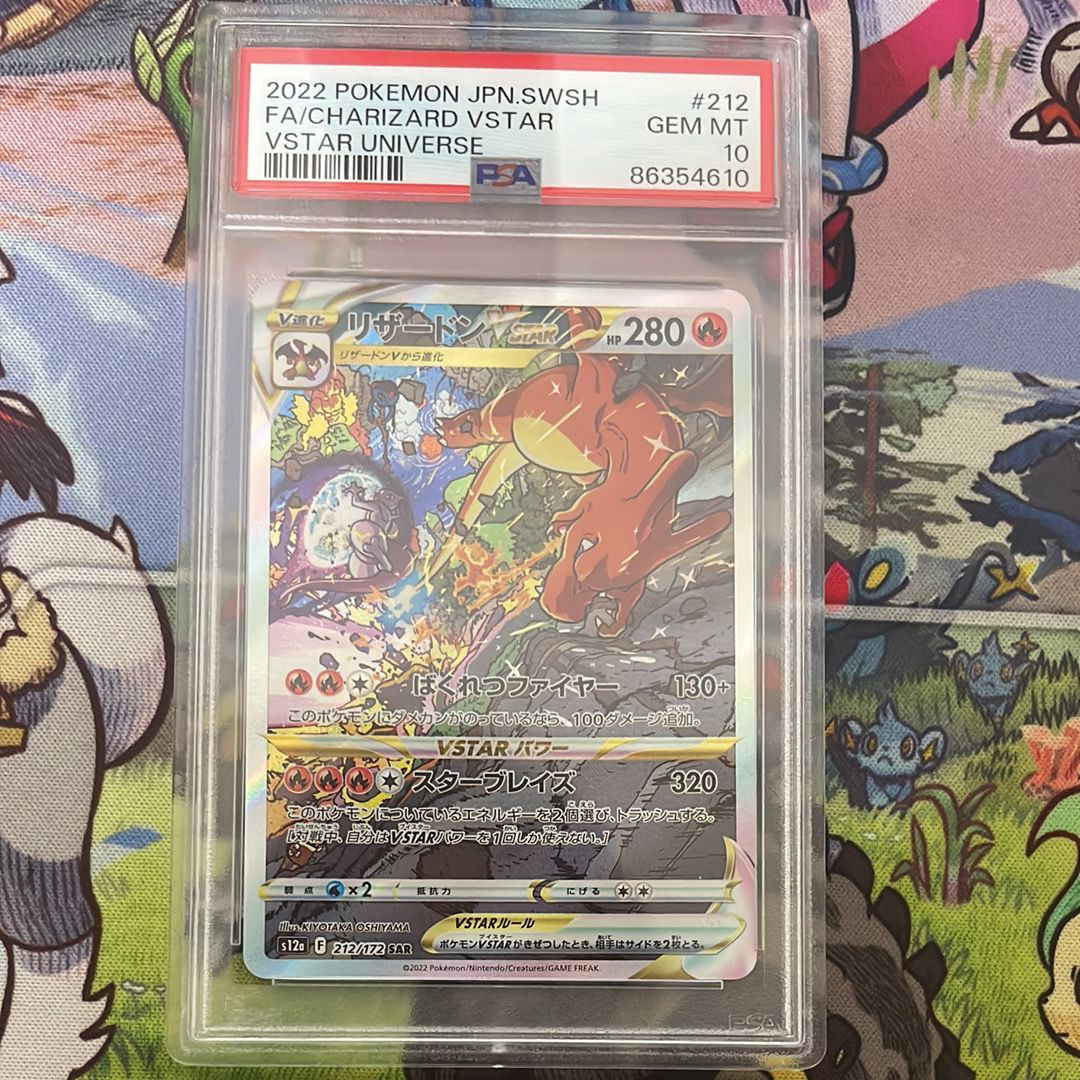 2022 POKEMON JPN.SWSH #212
FA/CHARIZARD VSTAR GEM MT
VSTAR UNIVERSE 10
PSA 86354610
V進化 リザードン VSTAR HP 280
リザードンVから進化
ばくれつファイヤー 130+
このポケモンにダメカンがのっているなら、100ダメージ追加。
VSTARパワー
スターブレイズ 320
このポケモンについているエネルギーを2個選び、トラッシュする。
[対戦中、自分はVSTARパワーを1回しか使えない。]
弱点 ×2 抵抗力 にげる
Illus.KIYOTAKA OSHIYAMA
VSTARルール
ポケモンVSTARがきぜつしたとき、相手はサイドを2枚とる。
s12a F 212/172 SAR
©2022 Pokémon/Nintendo/Creatures/GAME FREAK.
PSA